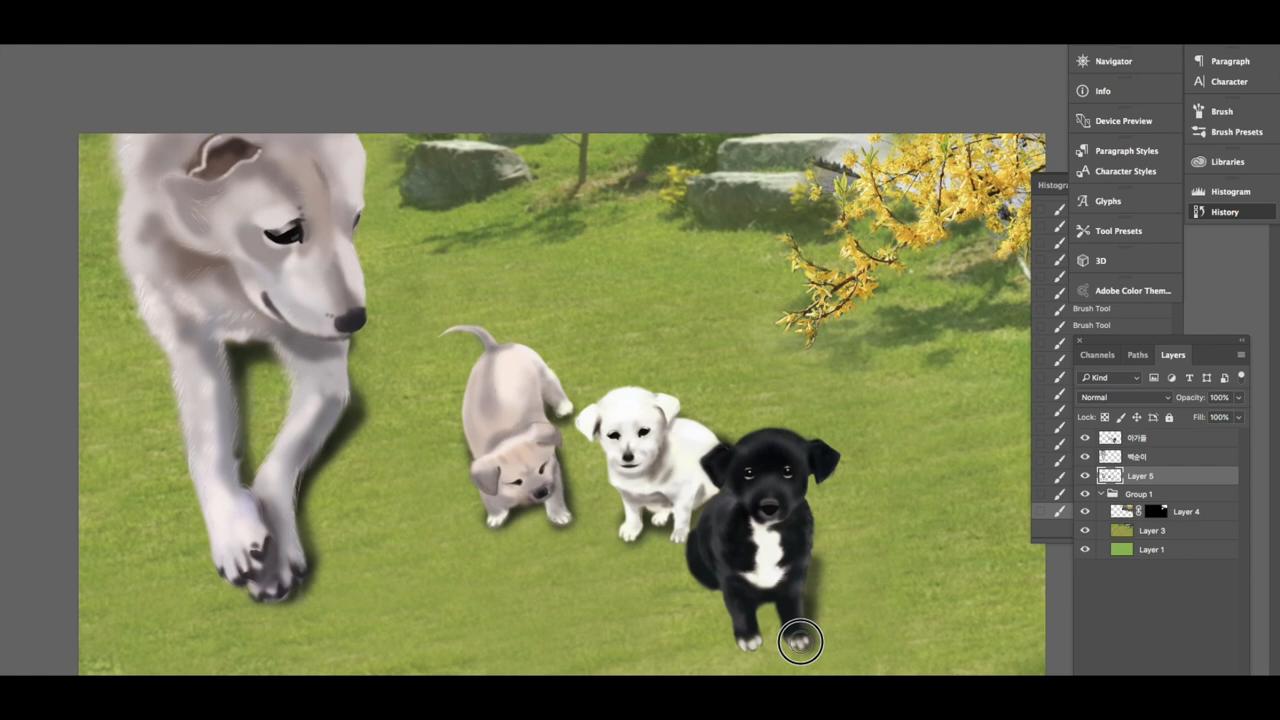 Navigator
Info
Device Preview
Paragraph Styles
Character Styles
Glyphs
Tool Presets
3D
Adobe Color Them...
Paragraph
Character
Brush
Brush Presets
Libraries
Histogram
History
Histogra
Brush Tool
Brush Tool
Channels Paths Layers
Kind
Normal Opacity: 100%
Lock: Fill: 100%
아가들
백순이
Layer 5
Group 1
Layer 4
Layer 3
Layer 1